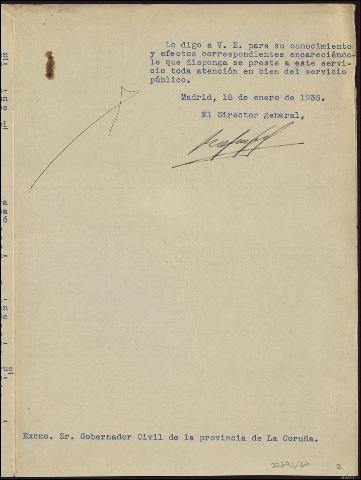 Lo digo a V. E. para su conocimiento
y efectos correspondientes encareciéndo-
le que disponga se preste a este servi-
cio toda atención en bien del servicio
público.
Madrid, 18 de enero de 1936.
El Director general,
Excmo. Sr. Gobernador Civil de la provincia de La Coruña.
2